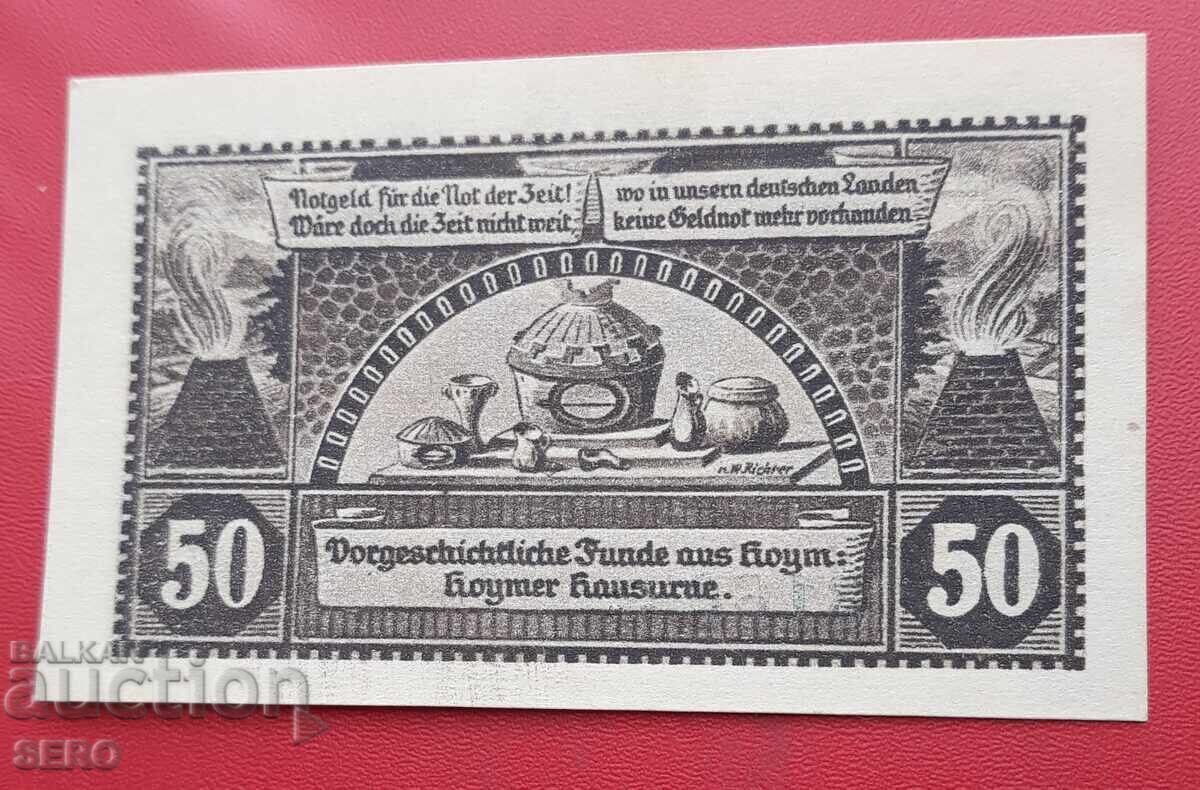 Notgeld für die Not der Zeit!
Wäre doch die Zeit nicht weit,
wo in unsern deutschen Landen
keine Geldnot mehr vorhanden
n. W. Richter
50
Vorgeschichtliche Funde aus Hoym:
Hoymer Hausurne.
50
BALKAN
auction
SERO